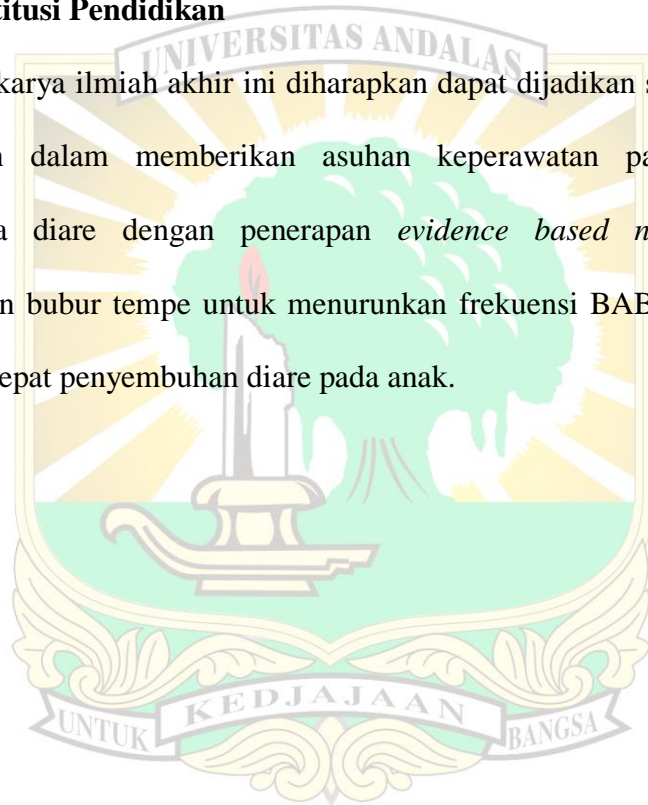 titusi Pendidikan
UNIVERSITAS ANDALAS
karya ilmiah akhir ini diharapkan dapat dijadikan s
dalam memberikan asuhan keperawatan pa
a diare dengan penerapan evidence based n
n bubur tempe untuk menurunkan frekuensi BAB
epat penyembuhan diare pada anak.
UNTUK KEDJAJAAN BANGSA